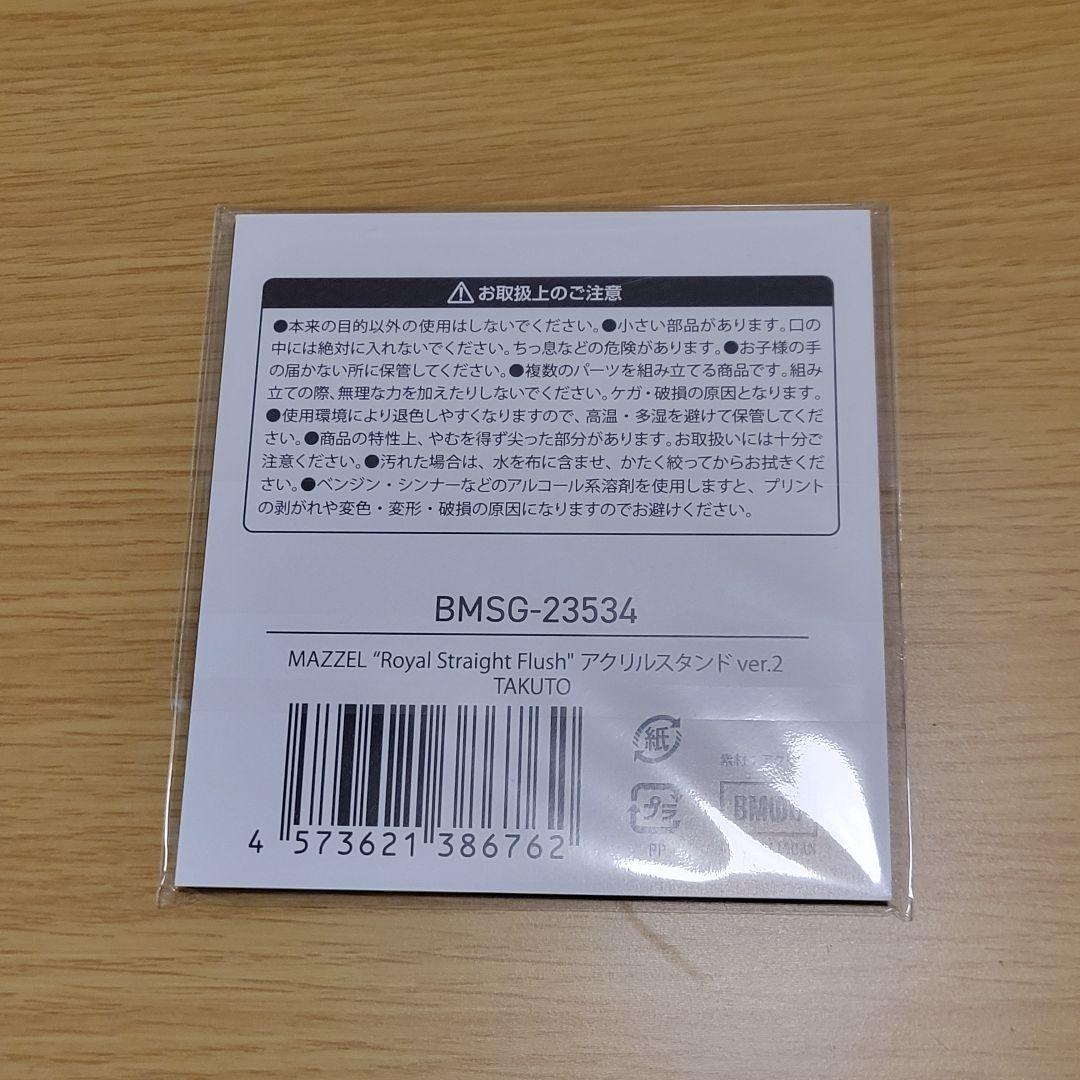 ⚠ お取扱上のご注意
●本来の目的以外の使用はしないでください。●小さい部品があります。口の
中には絶対に入れないでください。ちっ息などの危険があります。●お子様の手
の届かない所に保管してください。●複数のパーツを組み立てる商品です。組み
立ての際、無理な力を加えたりしないでください。ケガ・破損の原因となります。
●使用環境により退色しやすくなりますので、高温・多湿を避けて保管してくだ
さい。●商品の特性上、やむを得ず尖った部分があります。お取扱いには十分ご
注意ください。●汚れた場合は、水を布に含ませ、かたく絞ってからお拭きくだ
さい。●ベンジン・シンナーなどのアルコール系溶剤を使用しますと、プリント
の剥がれや変色・変形・破損の原因になりますのでお避けください。
BMSG-23534
MAZZEL “Royal Straight Flush" アクリルスタンド ver.2
TAKUTO
紙
プラ
PP
4 573621 386762